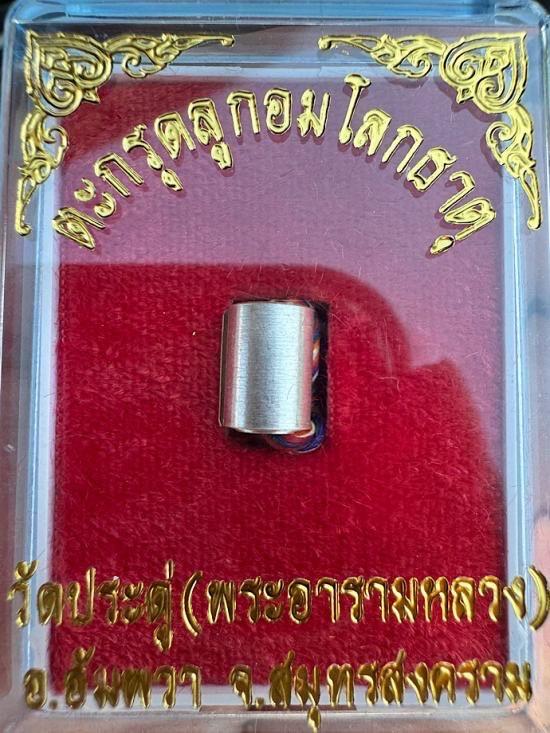 ตะกรุดลูกอมโลกธาตุ
วัดประดู่(พระอารามหลวง)
อ.อัมพวา จ.สมุทรสงคราม